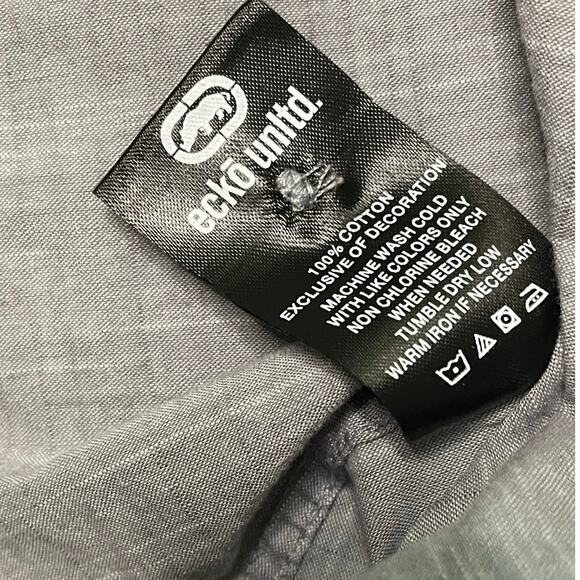 eckō unltd.
100% COTTON
EXCLUSIVE OF DECORATION
MACHINE WASH COLD
WITH LIKE COLORS ONLY
NON CHLORINE BLEACH
WHEN NEEDED
TUMBLE DRY LOW
WARM IRON IF NECESSARY